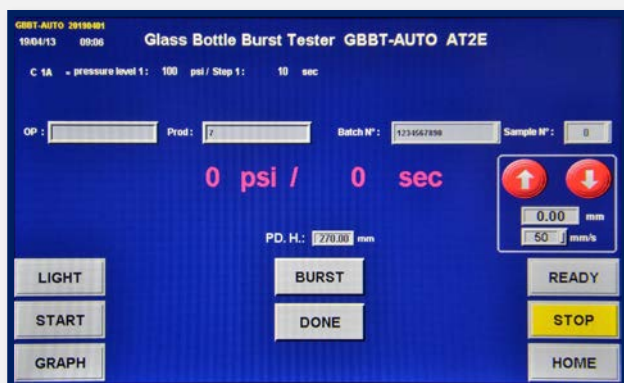 GBBT-AUTO 20190401
19/04/13 09:06 Glass Bottle Burst Tester GBBT-AUTO AT2E
C 1A - pressure level 1: 100 psi / Step 1: 10 sec
OP : Prod : 7 Batch N° : 1234567890 Sample N° : 0
0 psi / 0 sec
0.00 mm
PD. H.: 270.00 mm 50 mm/s
LIGHT BURST READY
START DONE STOP
GRAPH HOME